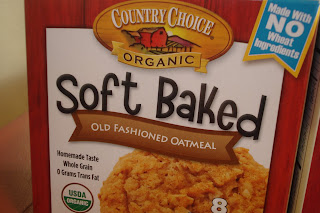 COUNTRY CHOICE
ORGANIC
Made With
NO
Wheat
Ingredients
Soft Baked
OLD FASHIONED OATMEAL
Homemade Taste
Whole Grain
0 Grams Trans Fat
USDA
ORGANIC
8